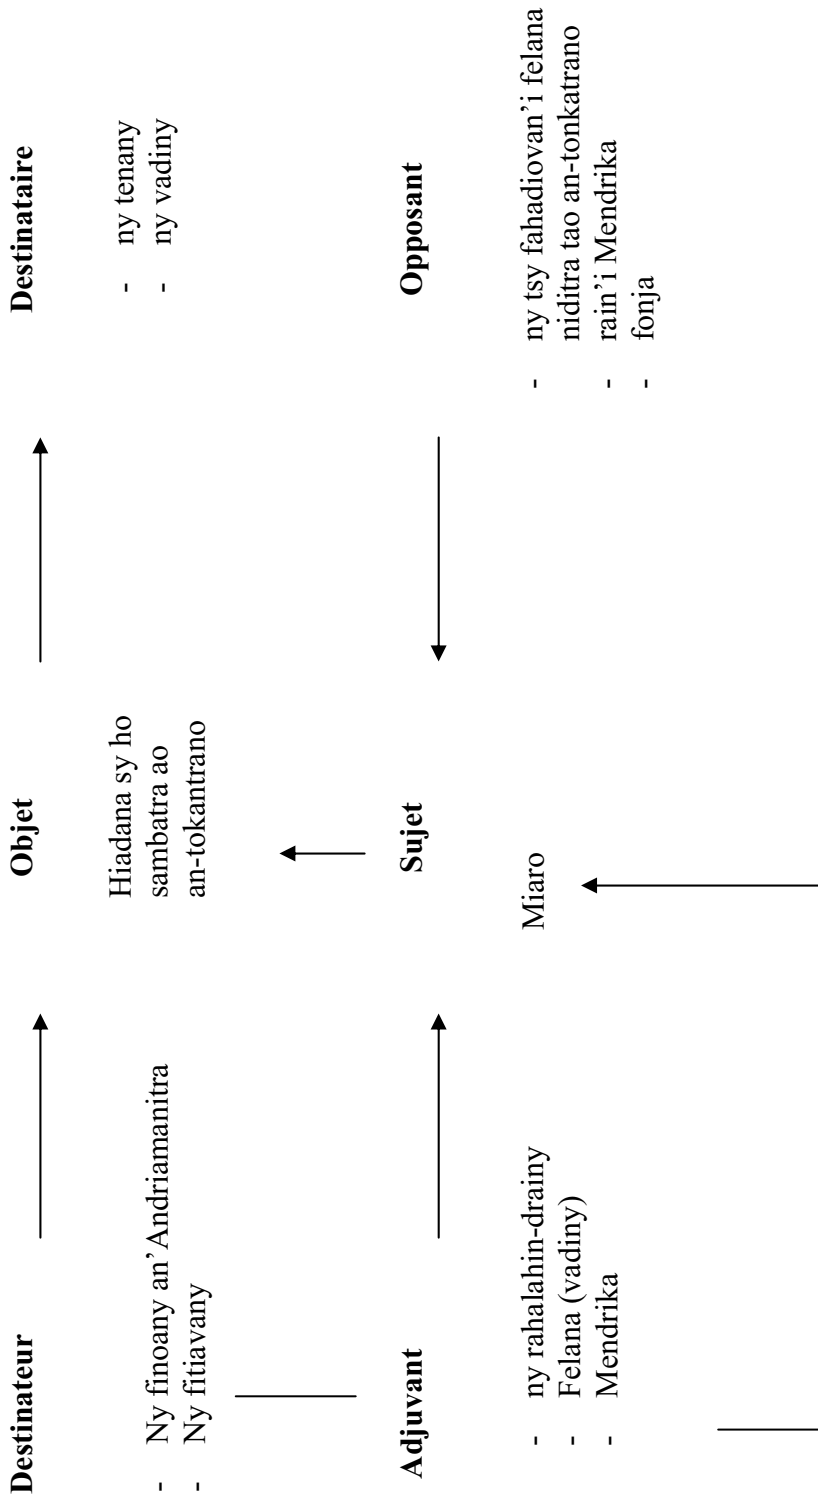 Destinateur
- Ny finoany an'Andriamanitra
- Ny fitiavany
Objet
Hiadana sy ho
sambatra ao
an-tokantrano
Destinataire
- ny tenany
- ny vadiny
Adjuvant
- ny rahalahin-drainy
- Felana (vadiny)
- Mendrika
Sujet
Miaro
Opposant
- ny tsy fahadiovan'i felana
niditra tao an-tonkatrano
- rain'i Mendrika
- fonja